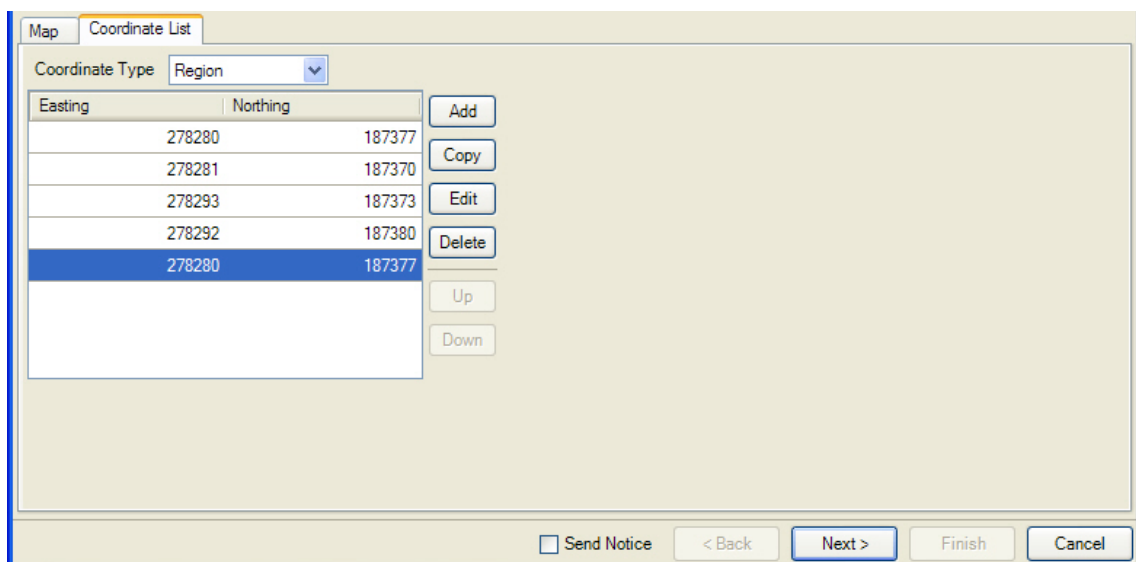 Map Coordinate List
Coordinate Type Region
Easting Northing
278280 187377
278281 187370
278293 187373
278292 187380
278280 187377
Add
Copy
Edit
Delete
Up
Down
Send Notice < Back Next > Finish Cancel